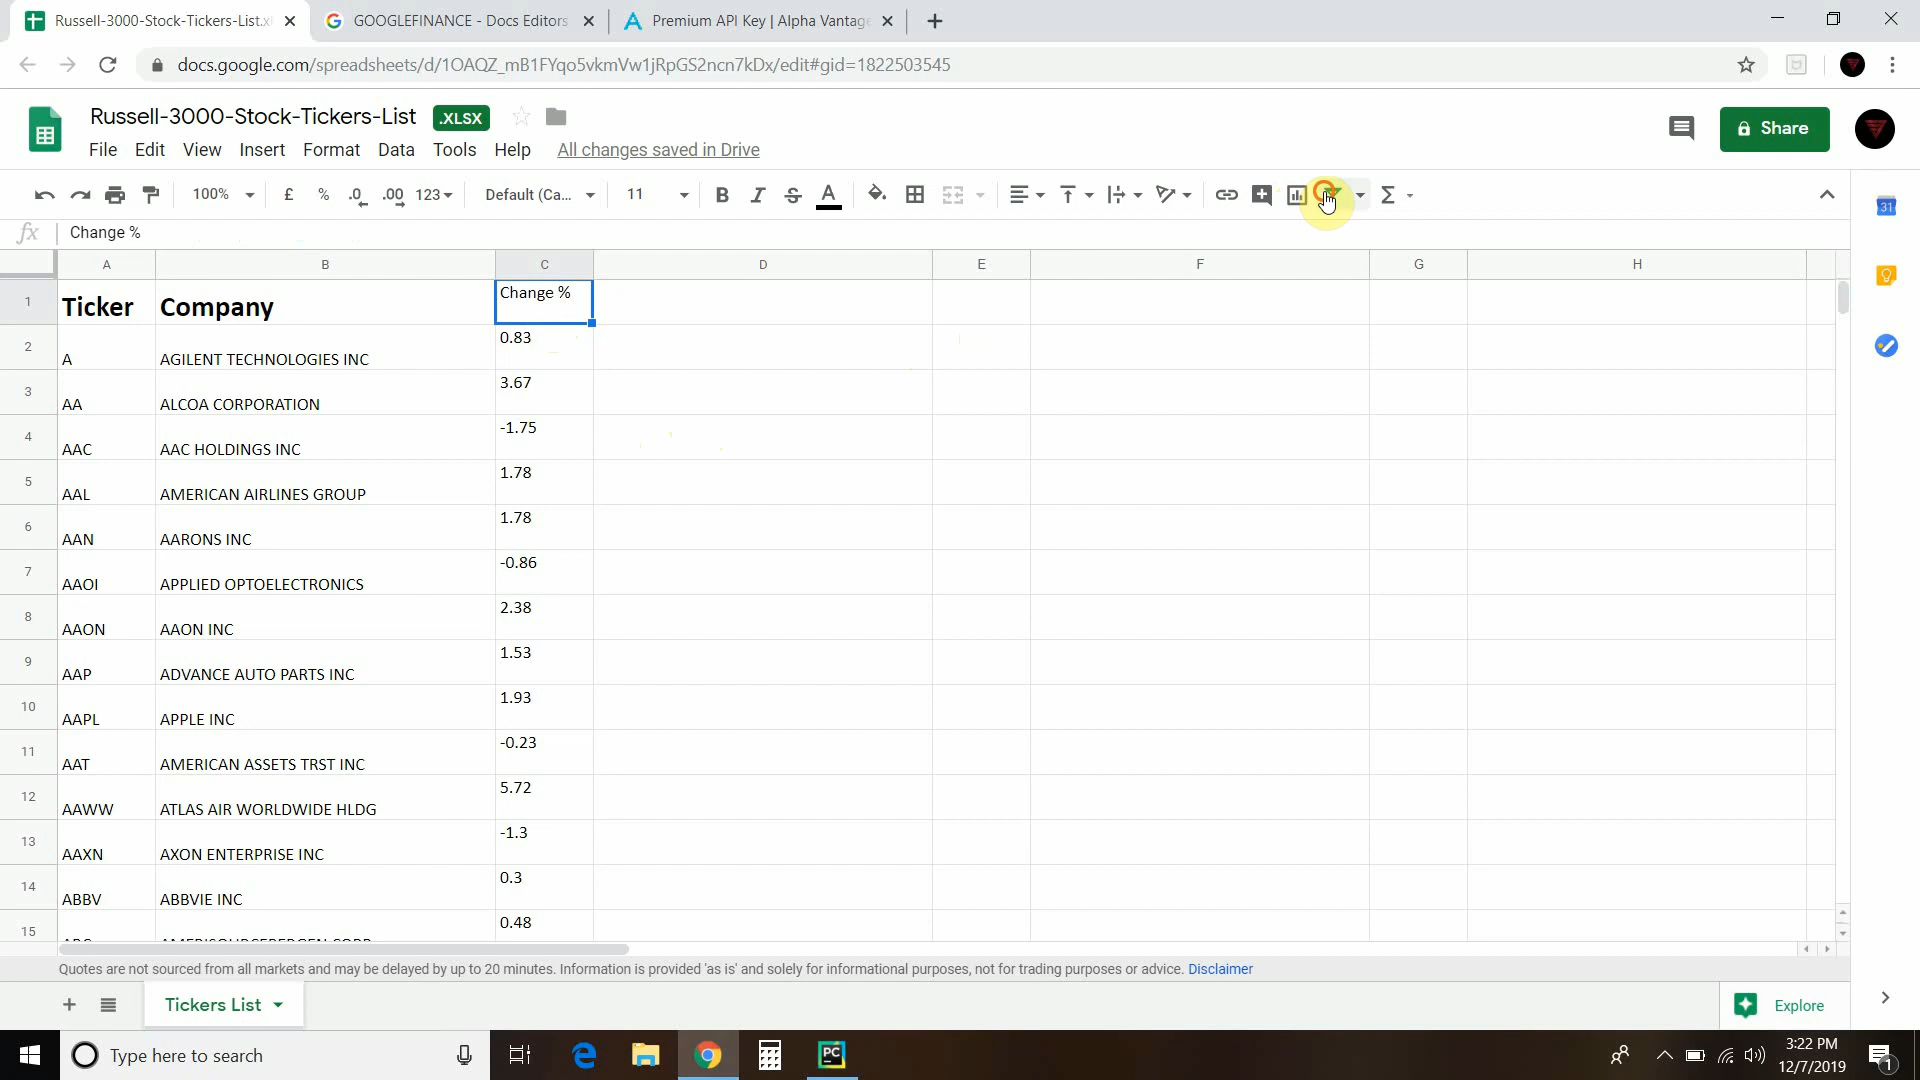 Russell-3000-Stock-Tickers-List.x
GOOGLEFINANCE - Docs Editors
Premium API Key | Alpha Vantage
docs.google.com/spreadsheets/d/1OAQZ_mB1FYqo5vkmVw1jRpGS2ncn7kDx/edit#gid=1822503545
Russell-3000-Stock-Tickers-List .XLSX
File Edit View Insert Format Data Tools Help All changes saved in Drive
Share
100% £ % .0 .00 123 Default (Ca... 11 B I S A Σ
31
fx Change %
A B C D E F G H
1 Ticker Company Change %
2 A AGILENT TECHNOLOGIES INC 0.83
3 AA ALCOA CORPORATION 3.67
4 AAC AAC HOLDINGS INC -1.75
5 AAL AMERICAN AIRLINES GROUP 1.78
6 AAN AARONS INC 1.78
7 AAOI APPLIED OPTOELECTRONICS -0.86
8 AAON AAON INC 2.38
9 AAP ADVANCE AUTO PARTS INC 1.53
10 AAPL APPLE INC 1.93
11 AAT AMERICAN ASSETS TRST INC -0.23
12 AAWW ATLAS AIR WORLDWIDE HLDG 5.72
13 AAXN AXON ENTERPRISE INC -1.3
14 ABBV ABBVIE INC 0.3
15 0.48
Quotes are not sourced from all markets and may be delayed by up to 20 minutes. Information is provided 'as is' and solely for informational purposes, not for trading purposes or advice. Disclaimer
Tickers List
Explore
Type here to search
PC
3:22 PM
12/7/2019
1